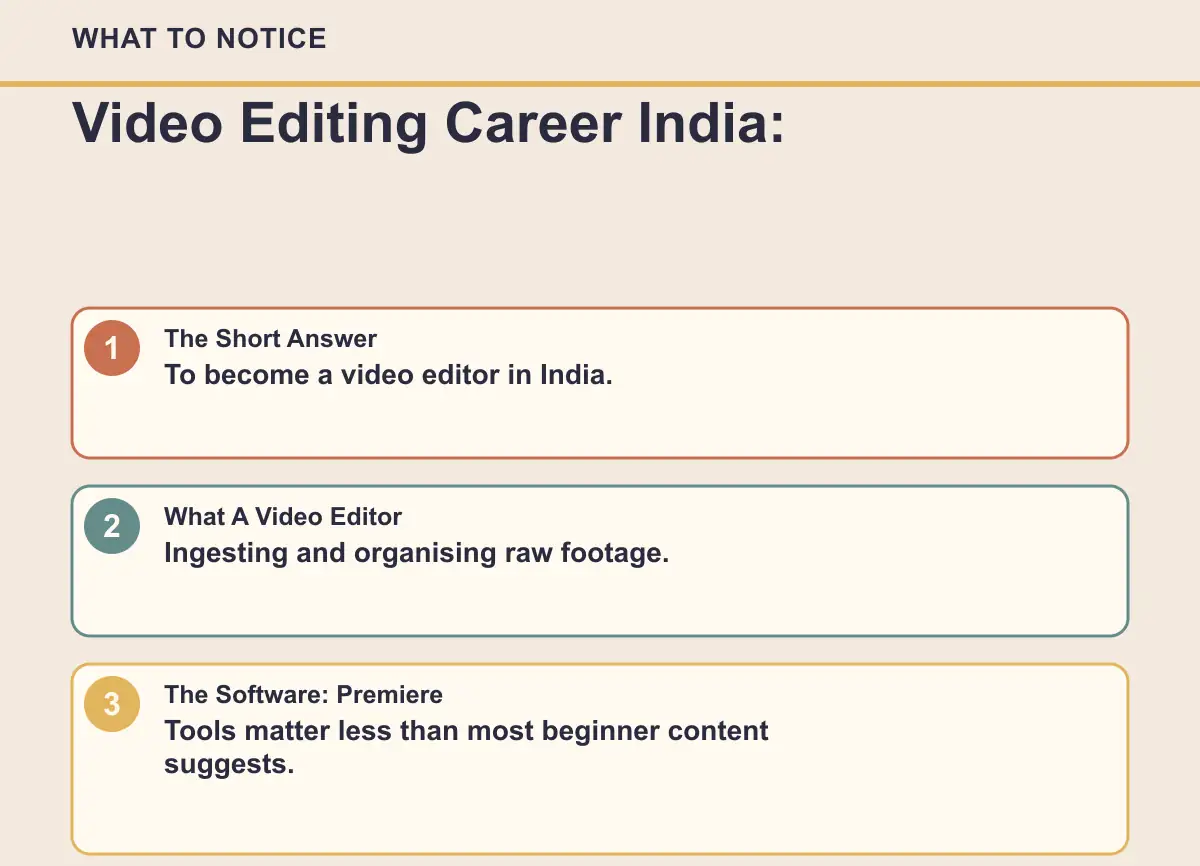 WHAT TO NOTICE
Video Editing Career India:
1
The Short Answer
To become a video editor in India.
2
What A Video Editor
Ingesting and organising raw footage.
3
The Software: Premiere
Tools matter less than most beginner content
suggests.